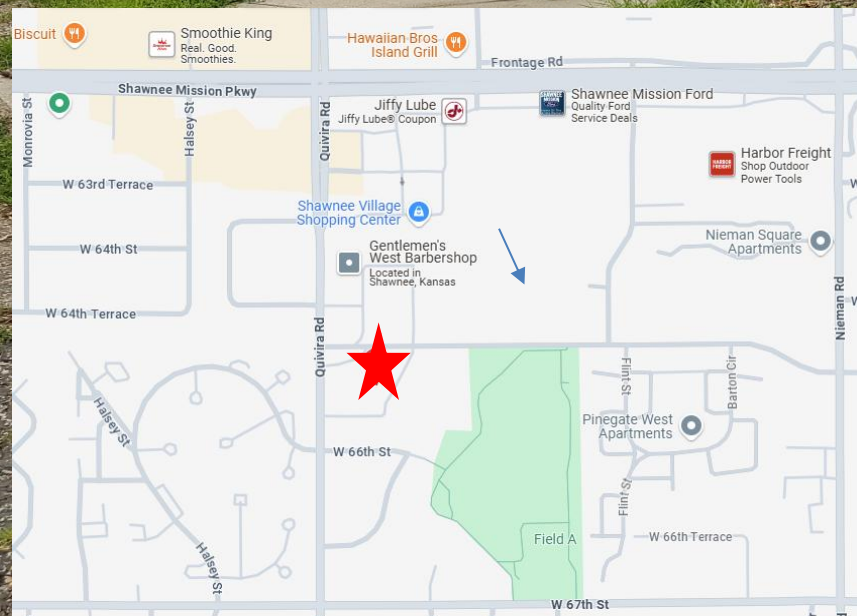 Biscuit
Smoothie King
Real. Good.
Smoothies.
Hawaiian Bros
Island Grill
Frontage Rd
Shawnee Mission Pkwy
Monrovia St
Halsey St
Quivira Rd
Jiffy Lube
Jiffy Lube® Coupon
Shawnee Mission Ford
Quality Ford
Service Deals
Harbor Freight
Shop Outdoor
Power Tools
HARBOR
FREIGHT
W 63rd Terrace
Shawnee Village
Shopping Center
W 64th St
Gentlemen's
West Barbershop
Located in
Shawnee, Kansas
Nieman Square
Apartments
W 64th Terrace
Quivira Rd
Nieman Rd
Halsey St
Flint St
Barton Cir
Pinegate West
Apartments
W 66th St
Flint St
Field A
W 66th Terrace
Halsey St
W 67th St